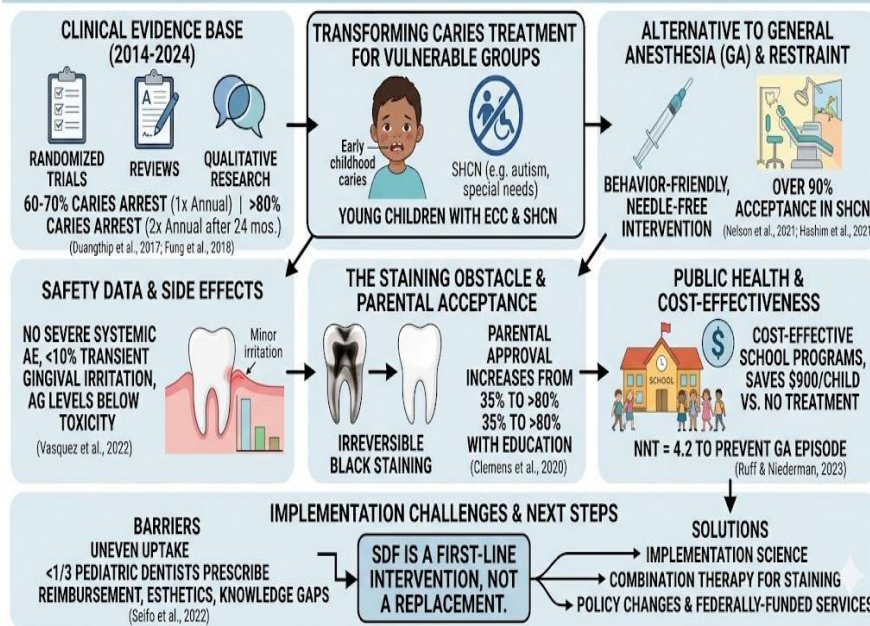 CLINICAL EVIDENCE BASE
(2014-2024)
RANDOMIZED
TRIALS
A
REVIEWS
QUALITATIVE
RESEARCH
60-70% CARIES ARREST (1x Annual) | >80%
CARIES ARREST (2x Annual after 24 mos.)
(Duangthip et al., 2017; Fung et al., 2018)
TRANSFORMING CARIES TREATMENT
FOR VULNERABLE GROUPS
Early
childhood
caries
SHCN (e.g. autism,
special needs)
YOUNG CHILDREN WITH ECC & SHCN
ALTERNATIVE TO GENERAL
ANESTHESIA (GA) & RESTRAINT
BEHAVIOR-FRIENDLY,
NEEDLE-FREE
INTERVENTION
OVER 90%
ACCEPTANCE IN SHCN
(Nelson et al., 2021; Hashim et al., 2021
SAFETY DATA & SIDE EFFECTS
NO SEVERE SYSTEMIC
AE, <10% TRANSIENT
GINGIVAL IRRITATION,
AG LEVELS BELOW
TOXICITY
(Vasquez et al., 2022)
Minor
irritation
THE STAINING OBSTACLE &
PARENTAL ACCEPTANCE
IRREVERSIBLE
BLACK STAINING
PARENTAL
APPROVAL
INCREASES FROM
35% TO >80%
35% TO >80%
WITH EDUCATION
(Clemens et al., 2020)
PUBLIC HEALTH &
COST-EFFECTIVENESS
SCHOOL
$
COST-EFFECTIVE
SCHOOL PROGRAMS,
SAVES $900/CHILD
VS. NO TREATMENT
NNT = 4.2 TO PREVENT GA EPISODE
(Ruff & Niederman, 2023)
IMPLEMENTATION CHALLENGES & NEXT STEPS
BARRIERS
UNEVEN UPTAKE
<1/3 PEDIATRIC DENTISTS PRESCRIBE
REIMBURSEMENT, ESTHETICS, KNOWLEDGE GAPS
(Seifo et al., 2022)
SDF IS A FIRST-LINE
INTERVENTION, NOT
A REPLACEMENT.
SOLUTIONS
IMPLEMENTATION SCIENCE
COMBINATION THERAPY FOR STAINING
POLICY CHANGES & FEDERALLY-FUNDED SERVICES